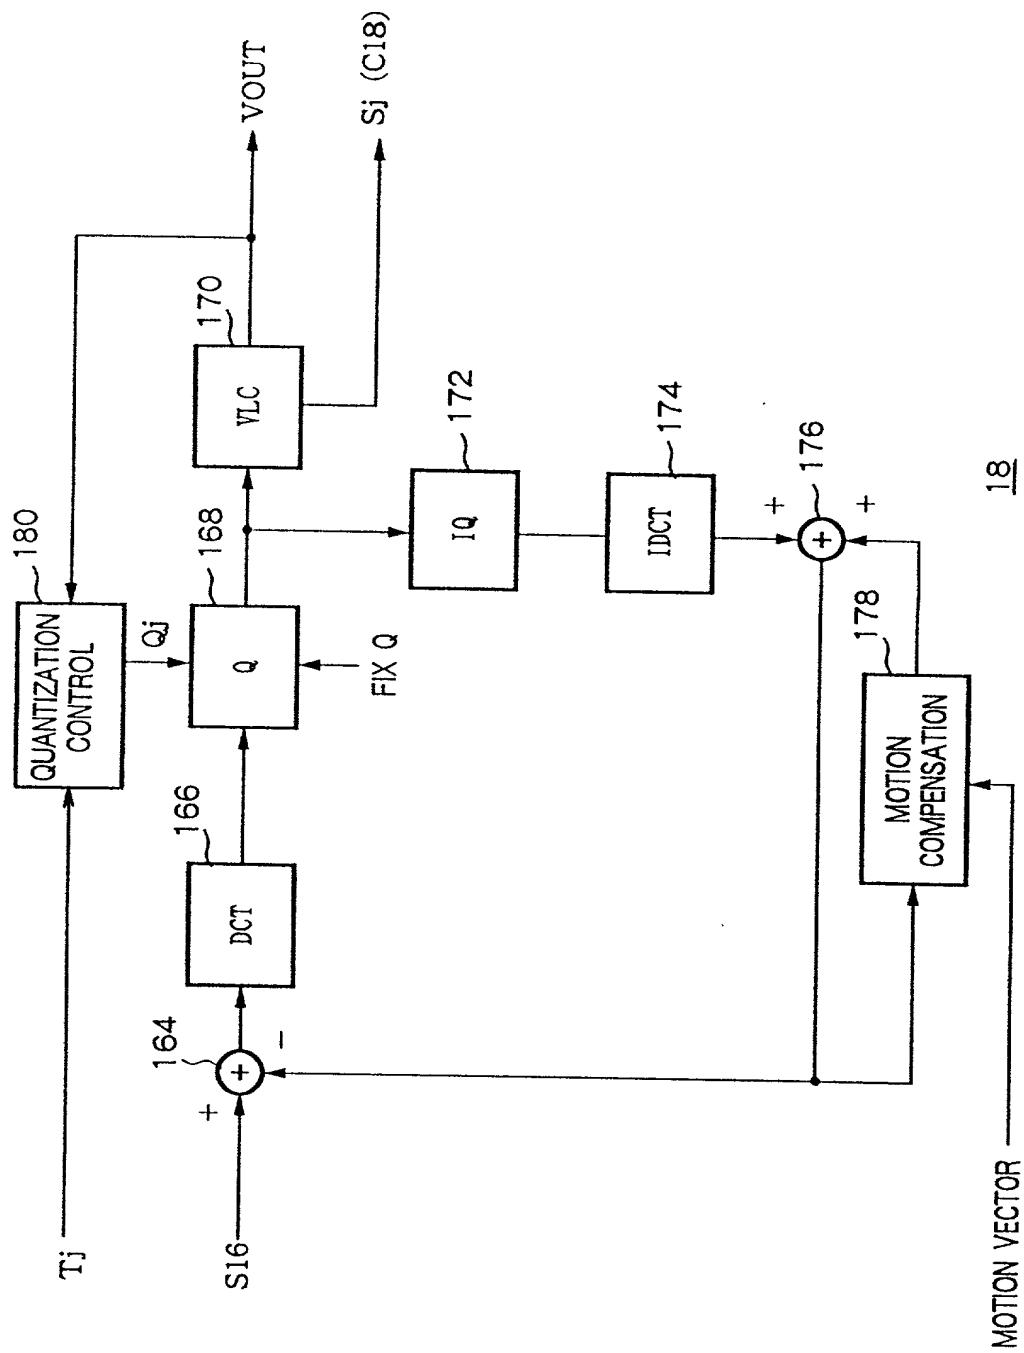 Tj
QUANTIZATION
CONTROL
180
Qj
S16
+
164
+
-
DCT
166
Q
168
FIX Q
VLC
170
VOUT
Sj (C18)
IQ
172
IDCT
174
+
+
176
+
MOTION
COMPENSATION
178
MOTION VECTOR
18